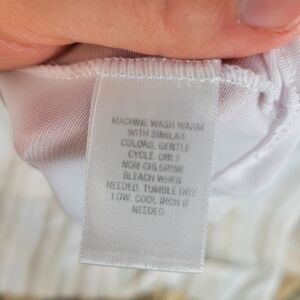 MACHINE WASH WARM
WITH SIMILAR
COLORS, GENTLE
CYCLE. ONLY
NON-CHLORINE
BLEACH WHEN
NEEDED. TUMBLE DRY
LOW. COOL IRON IF
NEEDED.